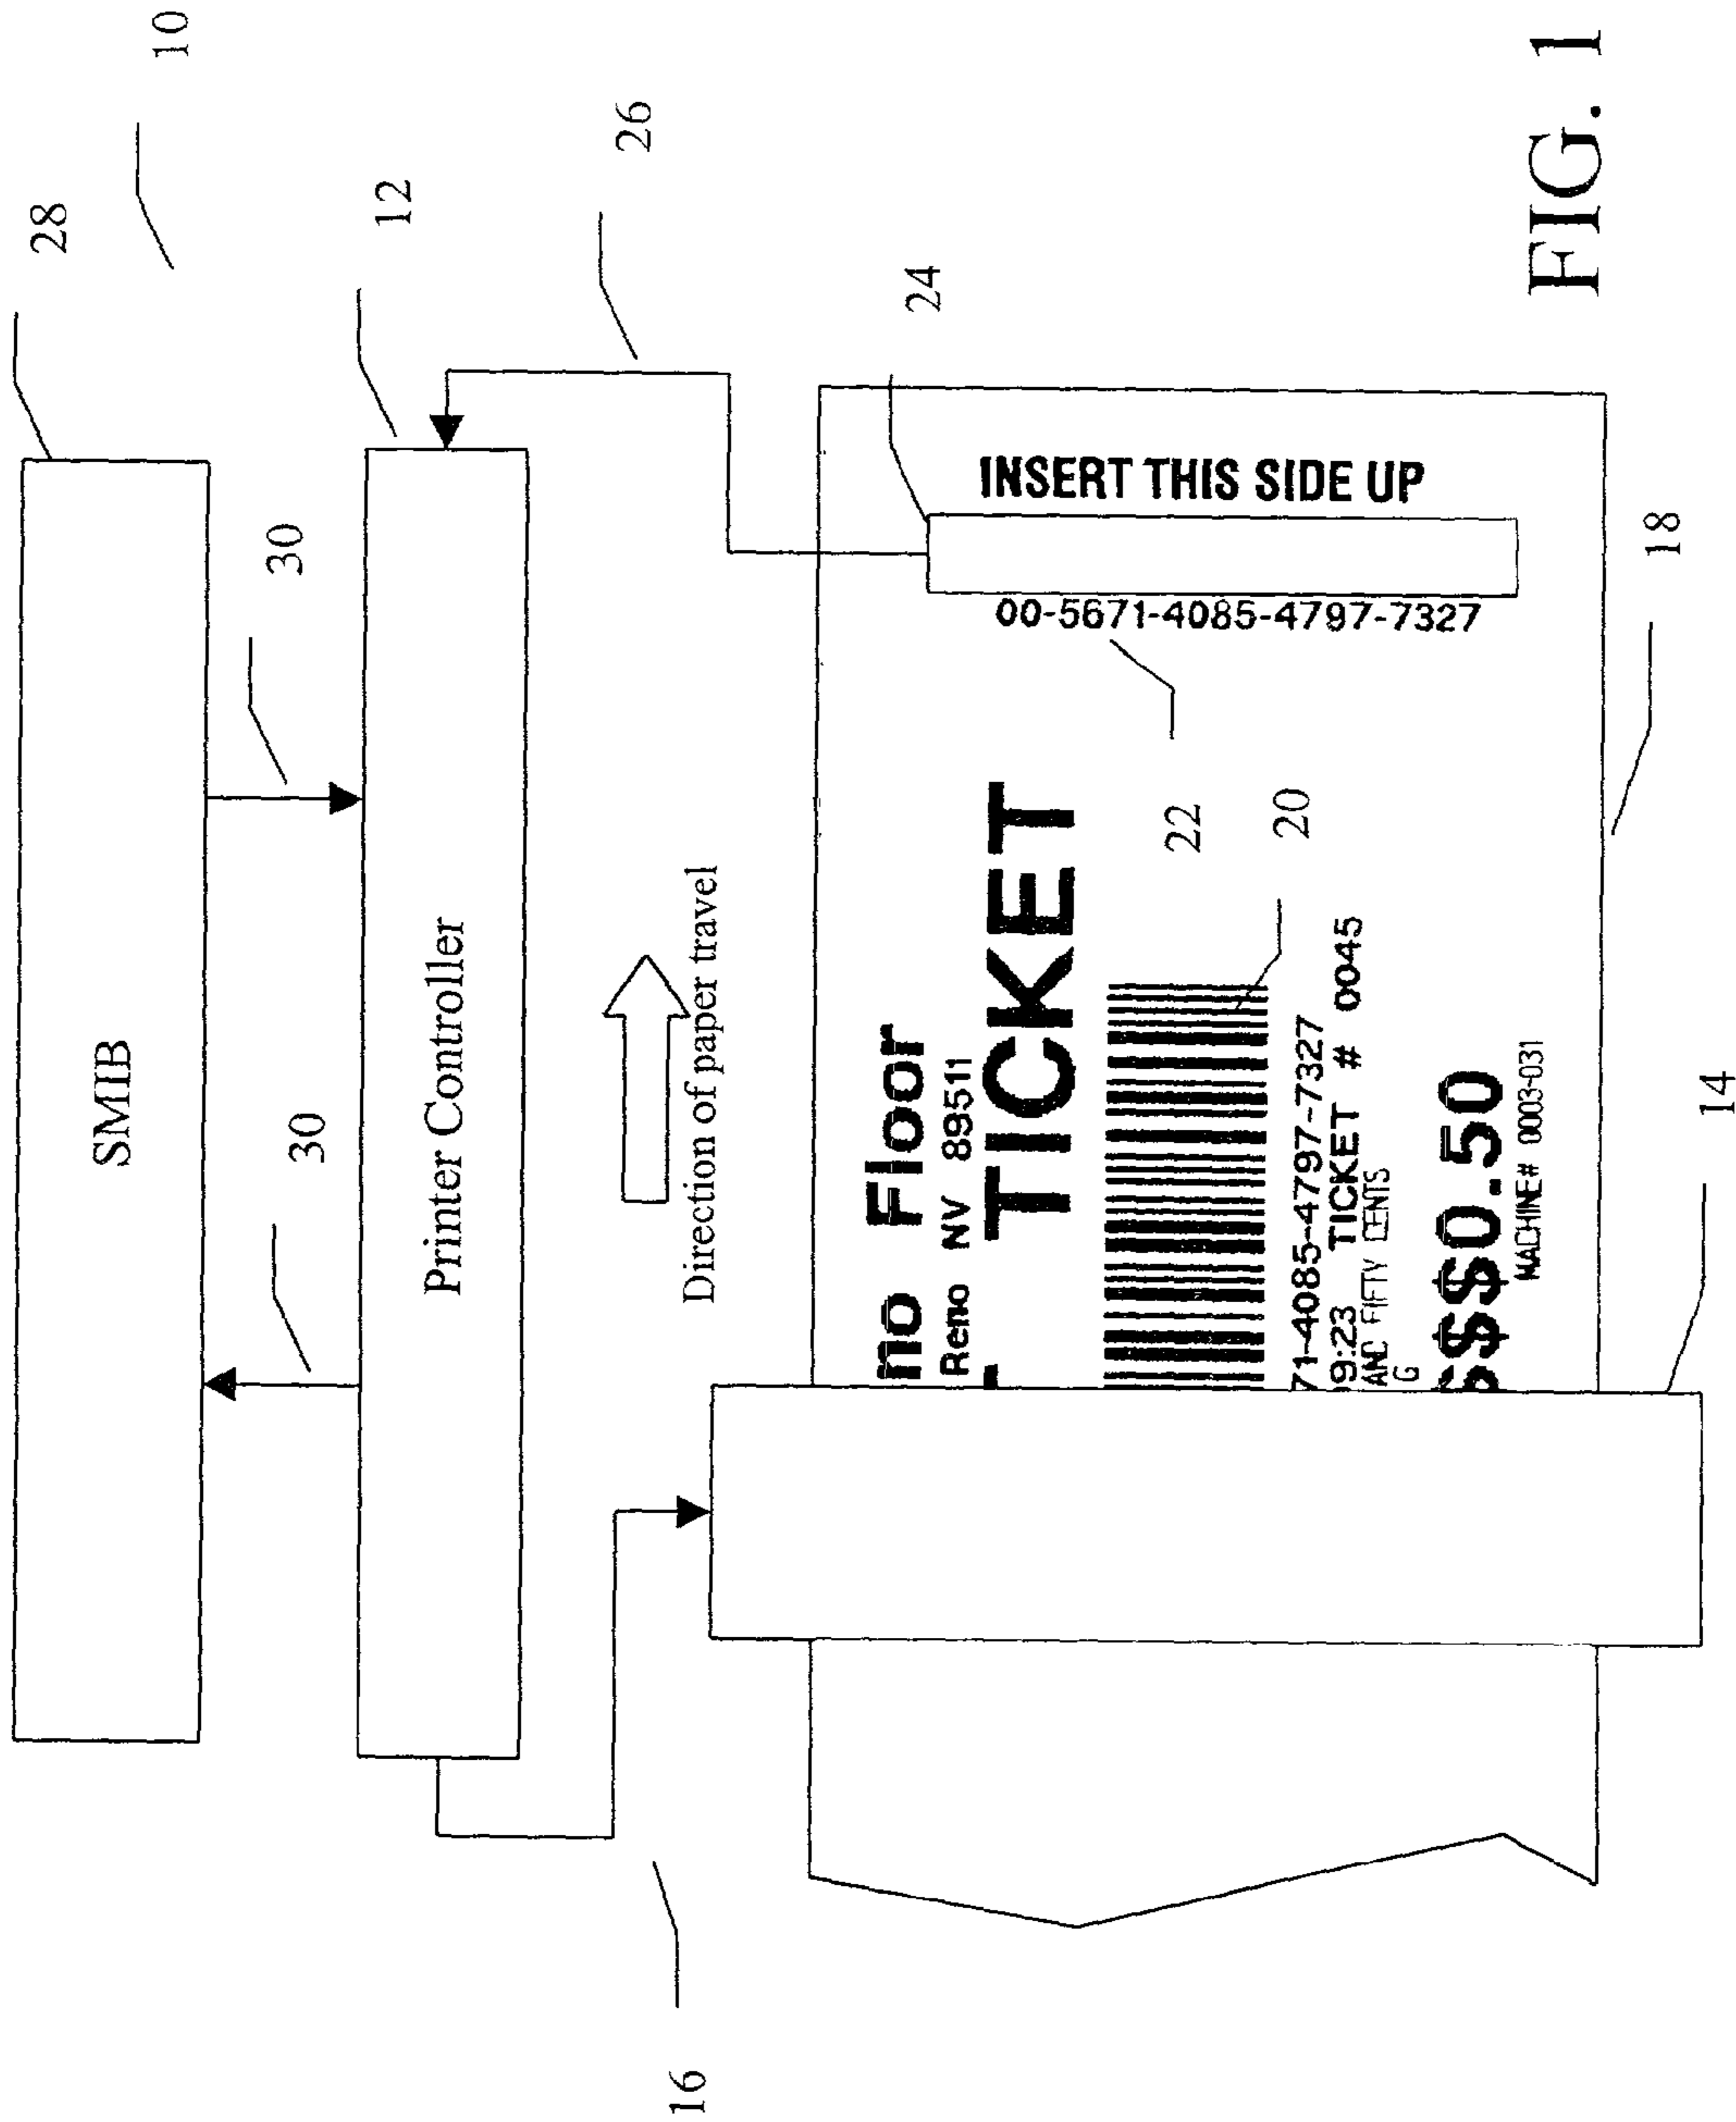 28
10
SMIB
30
30
12
Printer Controller
26
16
Direction of paper travel
24
no Floor
Reno NV 89511
TICKET
INSERT THIS SIDE UP
00-5671-4085-4797-7327
22
20
71-4085-4797-7327
9:23 TICKET # 0045
AND FIFTY CENTS
G
$$0.50
MACHINE# 0003-031
18
14
FIG. 1